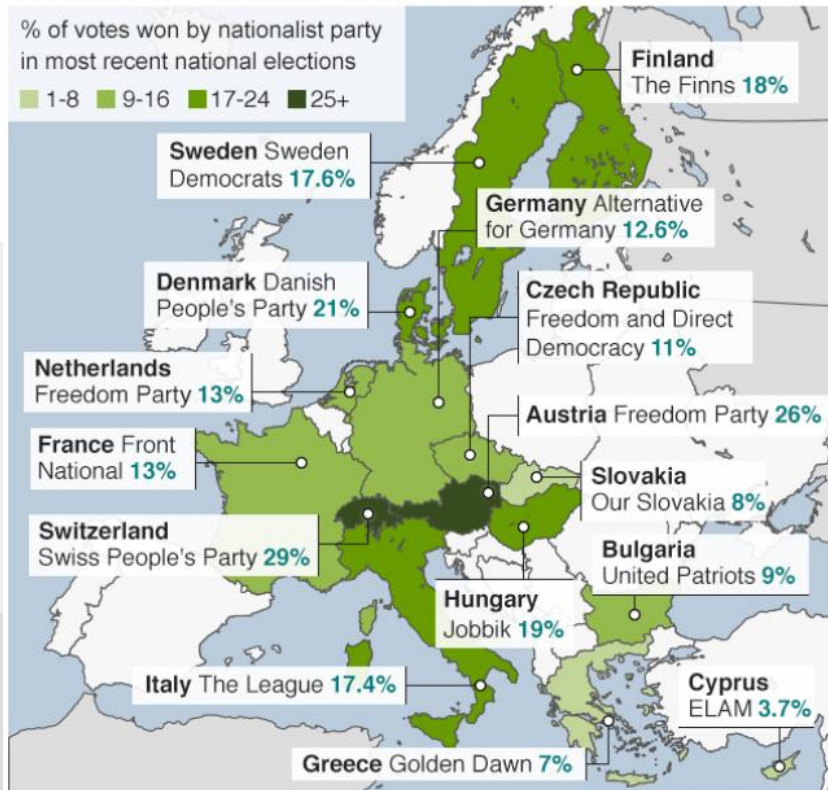 % of votes won by nationalist party
in most recent national elections
1-8 9-16 17-24 25+
Finland
The Finns 18%
Sweden Sweden
Democrats 17.6%
Germany Alternative
for Germany 12.6%
Denmark Danish
People's Party 21%
Czech Republic
Freedom and Direct
Democracy 11%
Netherlands
Freedom Party 13%
Austria Freedom Party 26%
France Front
National 13%
Slovakia
Our Slovakia 8%
Switzerland
Swiss People's Party 29%
Bulgaria
United Patriots 9%
Hungary
Jobbik 19%
Italy The League 17.4%
Cyprus
ELAM 3.7%
Greece Golden Dawn 7%